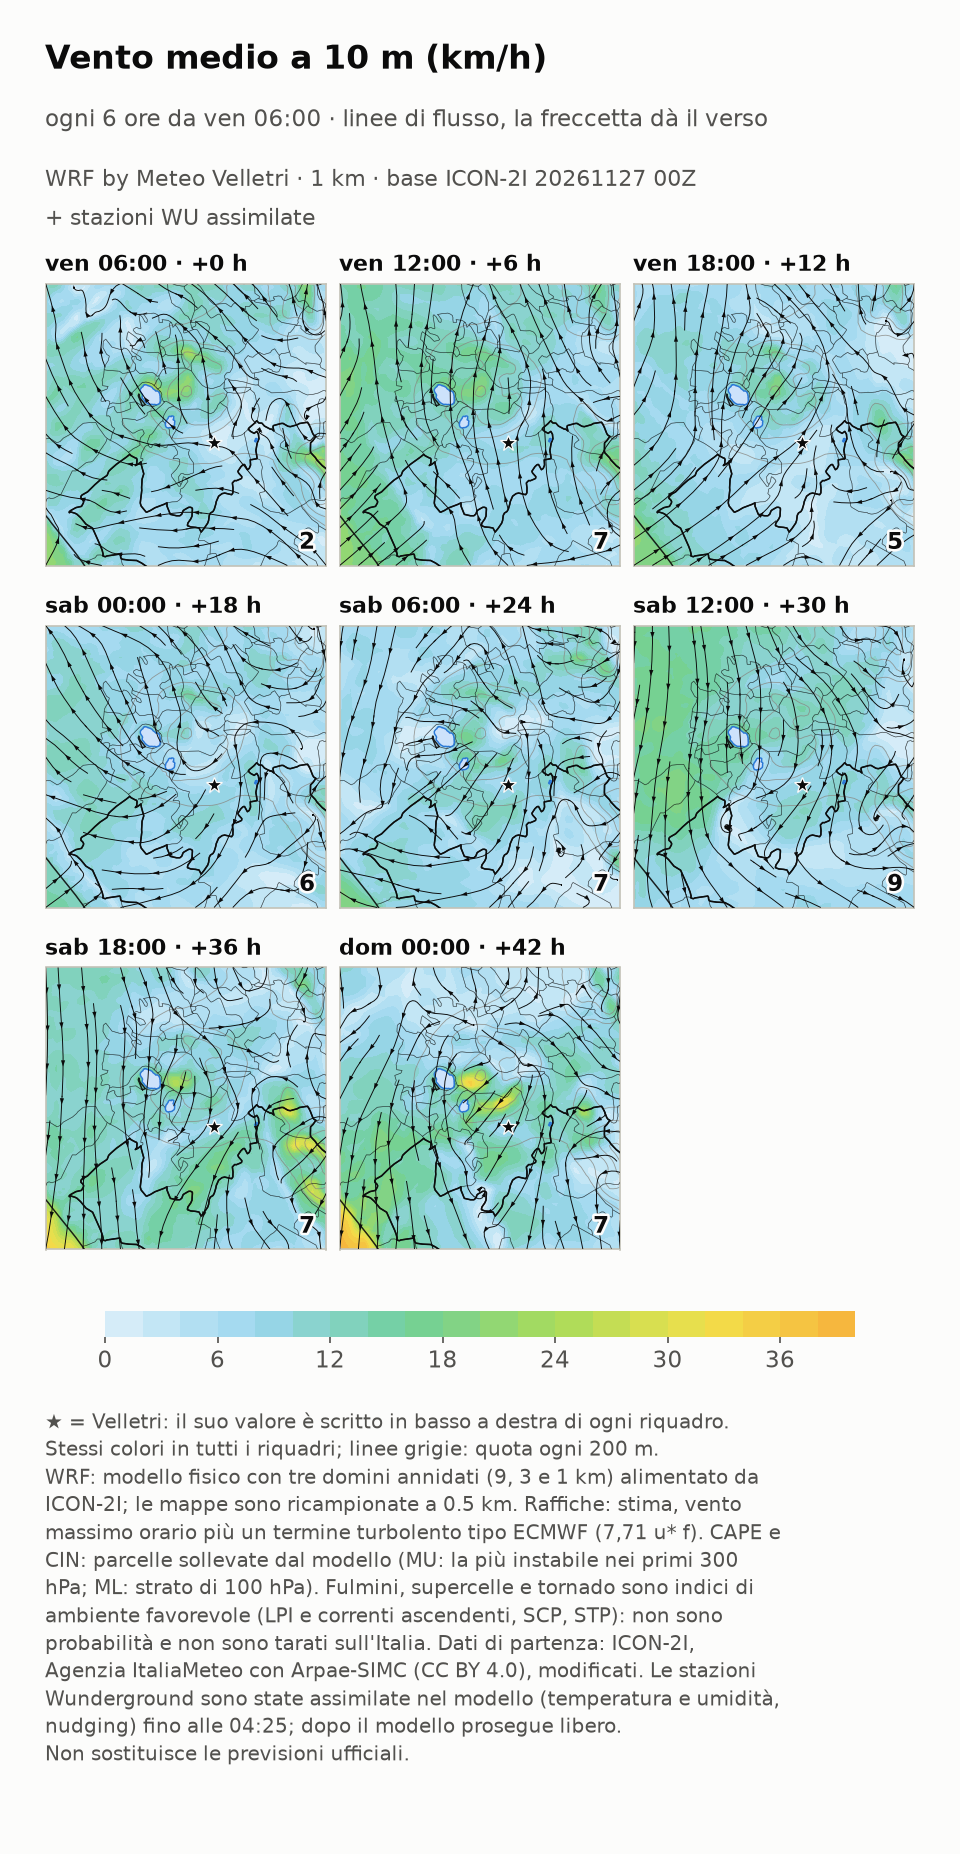 Vento medio a 10 m (km/h)
ogni 6 ore da ven 06:00 · linee di flusso, la freccetta dà il verso
WRF by Meteo Velletri · 1 km · base ICON-2I 20261127 00Z
+ stazioni WU assimilate
ven 06:00 · +0 h
ven 12:00 · +6 h
ven 18:00 · +12 h
2
7
5
sab 00:00 · +18 h
sab 06:00 · +24 h
sab 12:00 · +30 h
6
7
9
sab 18:00 · +36 h
dom 00:00 · +42 h
7
7
0 6 12 18 24 30 36
★ = Velletri: il suo valore è scritto in basso a destra di ogni riquadro.
Stessi colori in tutti i riquadri; linee grigie: quota ogni 200 m.
WRF: modello fisico con tre domini annidati (9, 3 e 1 km) alimentato da
ICON-2I; le mappe sono ricampionate a 0.5 km. Raffiche: stima, vento
massimo orario più un termine turbolento tipo ECMWF (7,71 u* f). CAPE e
CIN: parcelle sollevate dal modello (MU: la più instabile nei primi 300
hPa; ML: strato di 100 hPa). Fulmini, supercelle e tornado sono indici di
ambiente favorevole (LPI e correnti ascendenti, SCP, STP): non sono
probabilità e non sono tarati sull'Italia. Dati di partenza: ICON-2I,
Agenzia ItaliaMeteo con Arpae-SIMC (CC BY 4.0), modificati. Le stazioni
Wunderground sono state assimilate nel modello (temperatura e umidità,
nudging) fino alle 04:25; dopo il modello prosegue libero.
Non sostituisce le previsioni ufficiali.